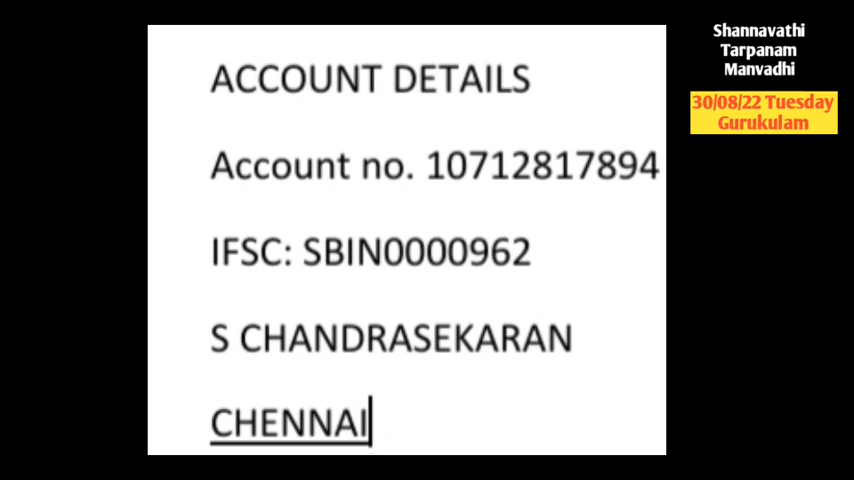 ACCOUNT DETAILS
Account no. 10712817894
IFSC: SBIN0000962
S CHANDRASEKARAN
CHENNAI
Shannavathi
Tarpanam
Manvadhi
30/08/22 Tuesday
Gurukulam